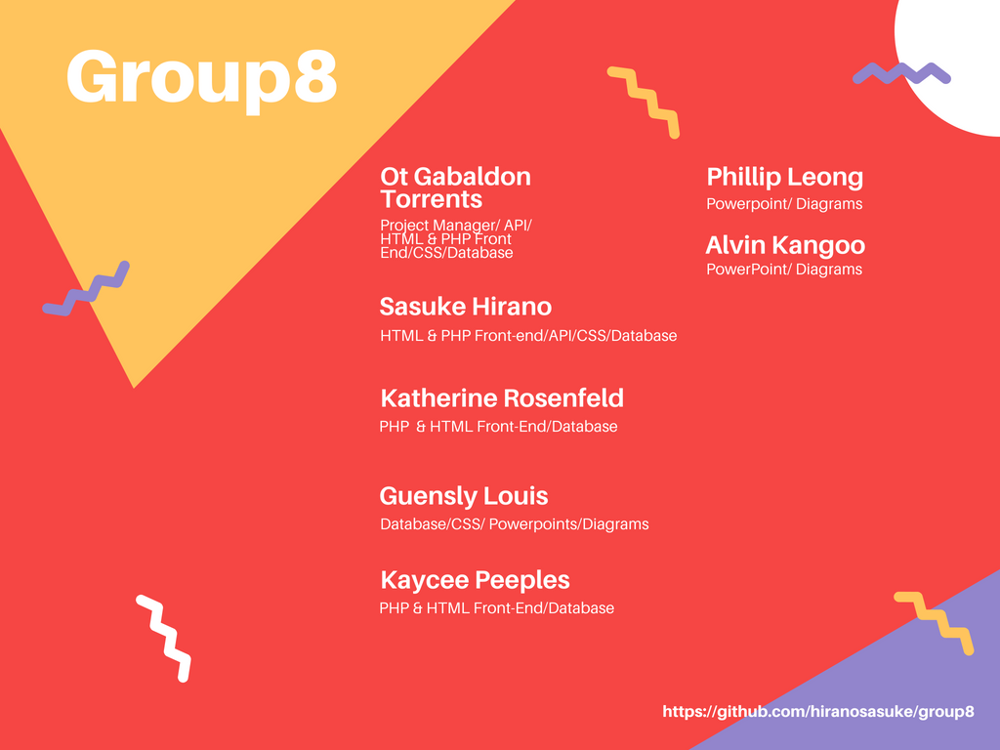 Group8
Ot Gabaldon
Torrents
Project Manager/ API/
HTML & PHP Front
End/CSS/Database
Sasuke Hirano
HTML & PHP Front-end/API/CSS/Database
Katherine Rosenfeld
PHP  & HTML Front-End/Database
Guensly Louis
Database/CSS/ Powerpoints/Diagrams
Kaycee Peeples
PHP & HTML Front-End/Database
Phillip Leong
Powerpoint/ Diagrams
Alvin Kangoo
PowerPoint/ Diagrams
https://github.com/hiranosasuke/group8